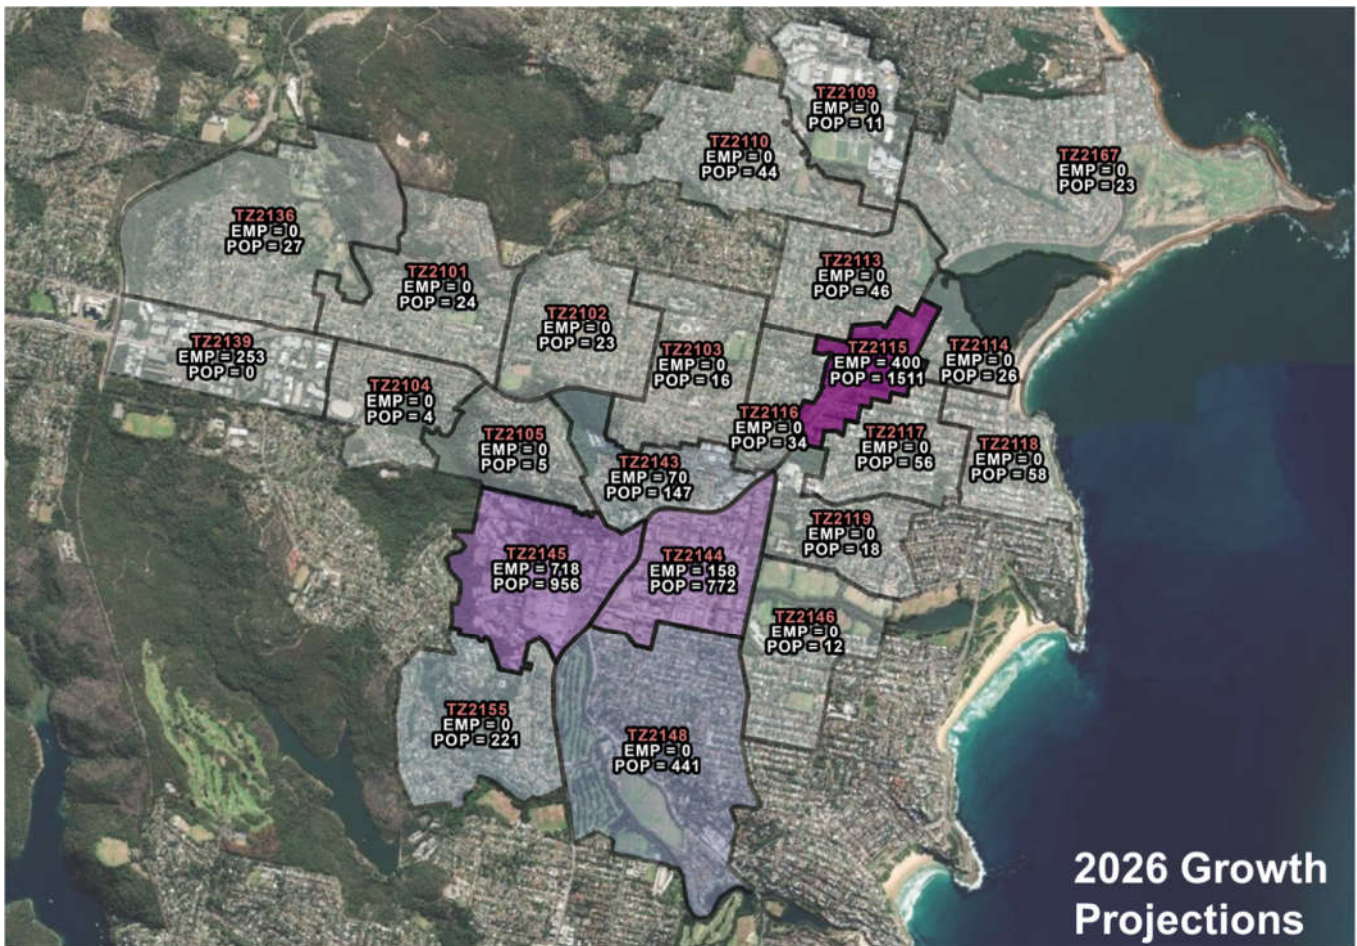 TZ2109
EMP = 0
POP = 11
TZ2110
EMP = 0
POP = 44
TZ2167
EMP = 0
POP = 23
TZ2136
EMP = 0
POP = 27
TZ2101
EMP = 0
POP = 24
TZ2113
EMP = 0
POP = 46
TZ2102
EMP = 0
POP = 23
TZ2139
EMP = 253
POP = 0
TZ2103
EMP = 0
POP = 16
TZ2115
EMP = 400
POP = 1511
TZ2114
EMP = 0
POP = 26
TZ2104
EMP = 0
POP = 4
TZ2116
EMP = 0
POP = 34
TZ2105
EMP = 0
POP = 5
TZ2117
EMP = 0
POP = 56
TZ2118
EMP = 0
POP = 58
TZ2143
EMP = 70
POP = 147
TZ2119
EMP = 0
POP = 18
TZ2145
EMP = 718
POP = 956
TZ2144
EMP = 158
POP = 772
TZ2146
EMP = 0
POP = 12
TZ2155
EMP = 0
POP = 221
TZ2148
EMP = 0
POP = 441
2026 Growth
Projections